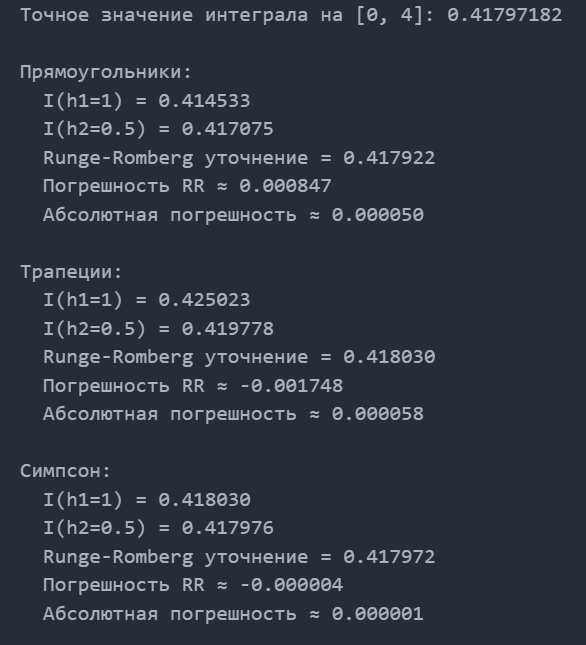 Точное значение интеграла на [0, 4]: 0.41797182
Прямоугольники:
I(h1=1) = 0.414533
I(h2=0.5) = 0.417075
Runge-Romberg уточнение = 0.417922
Погрешность RR ≈ 0.000847
Абсолютная погрешность ≈ 0.000050
Трапеции:
I(h1=1) = 0.425023
I(h2=0.5) = 0.419778
Runge-Romberg уточнение = 0.418030
Погрешность RR ≈ -0.001748
Абсолютная погрешность ≈ 0.000058
Симпсон:
I(h1=1) = 0.418030
I(h2=0.5) = 0.417976
Runge-Romberg уточнение = 0.417972
Погрешность RR ≈ -0.000004
Абсолютная погрешность ≈ 0.000001